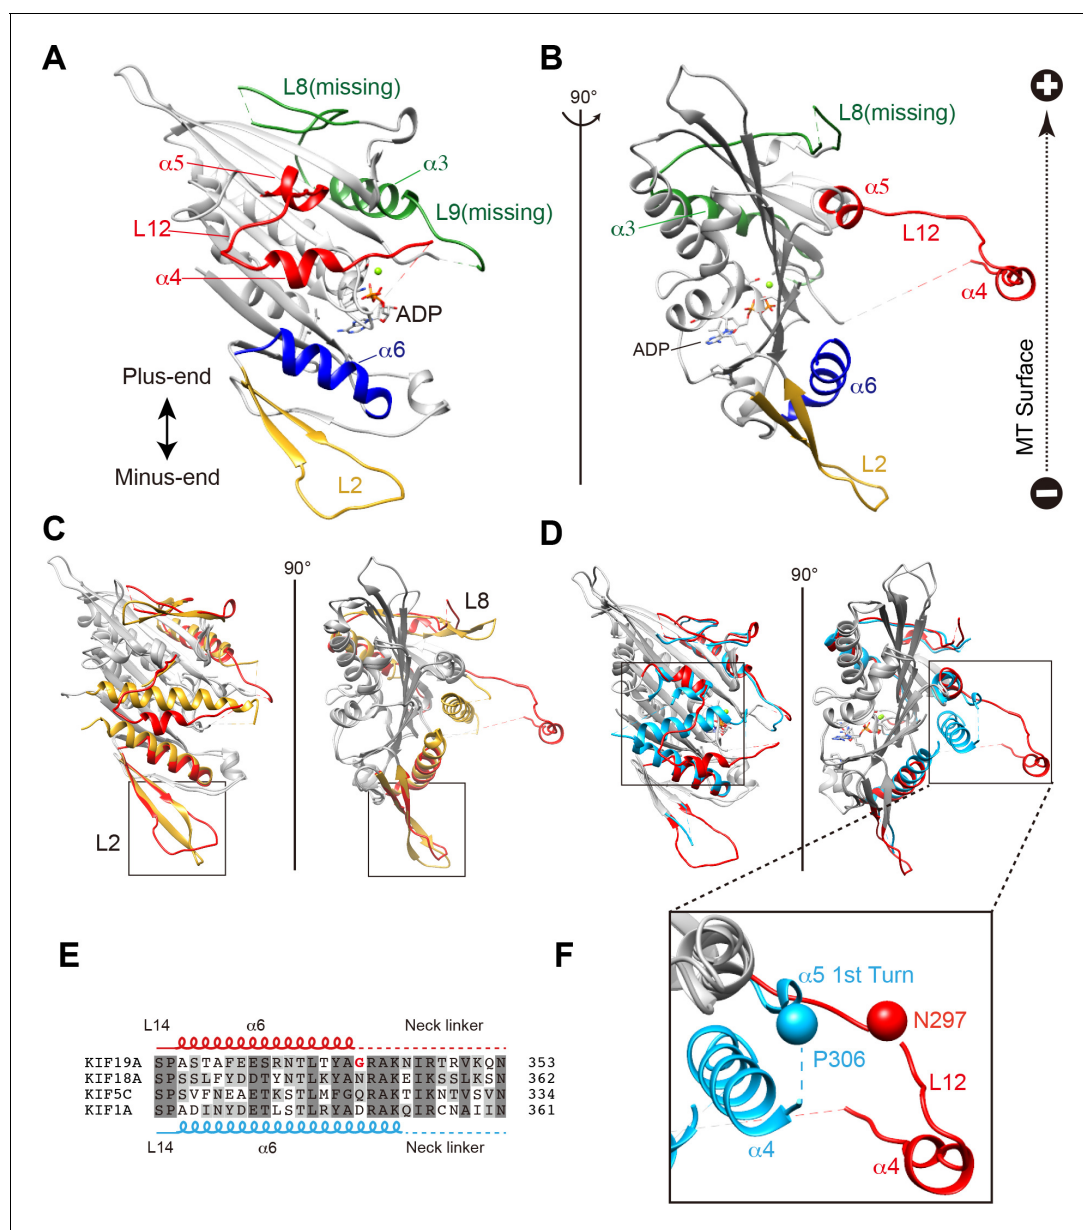 A
L8(missing)
α5
α3
L12
L9(missing)
α4
ADP
α6
Plus-end
Minus-end
L2
B
90°
L8(missing)
α5
α3
L12
α4
ADP
α6
L2
MT Surface
C
90°
L8
L2
D
90°
E
L14 α6 Neck linker
KIF19A SPASTAFEESRNTLTYAGRAKNIRTRVKQN 353
KIF18A SPSSLFYDDTYNTLKYANRAKEIKSSLKSN 362
KIF5C SPSVFNEAETKSTLMFGQRAKTIKNTVSVN 334
KIF1A SPADINYDETLSTLRYADRAKQIRCNAIIN 361
L14 α6 Neck linker
F
α5 1st Turn
N297
P306
L12
α4
α4